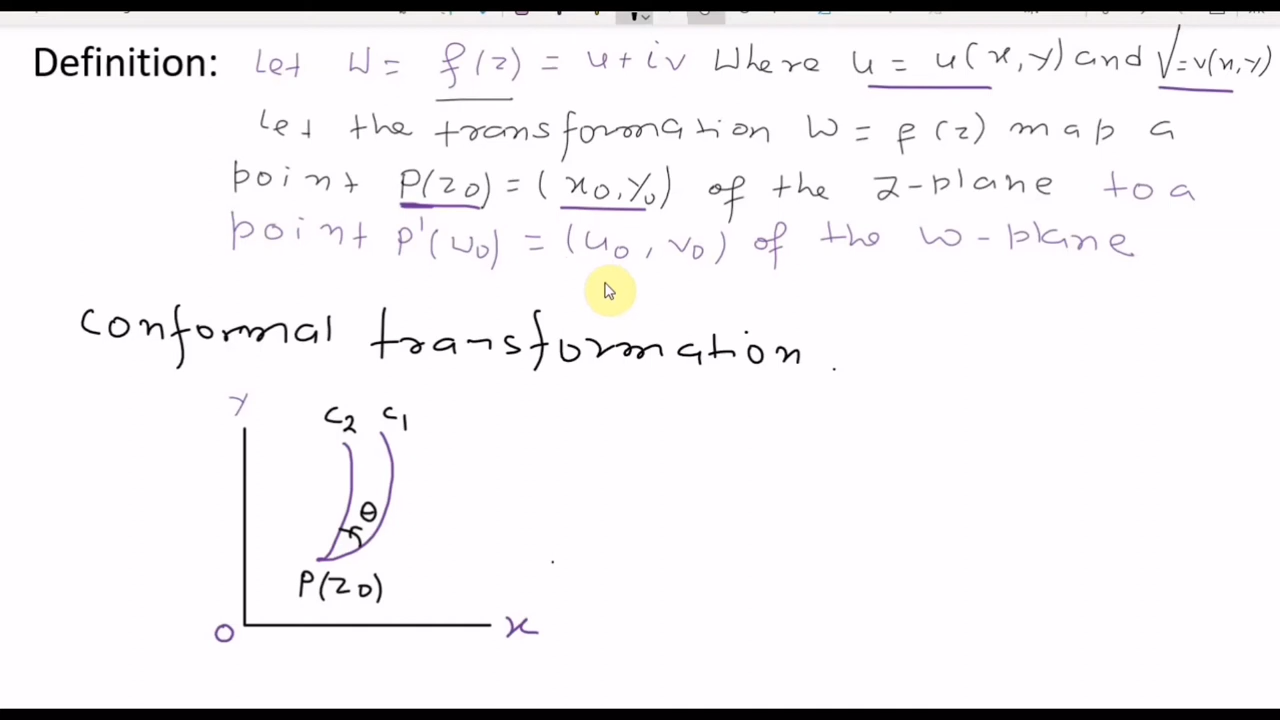 Definition: Let W = f(z) = u+iv Where u = u(x,y) and V=v(x,y)
Let the transformation W = f(z) map a
point P(z0) = (x0,y0) of the z-plane to a
point P'(w0) = (u0, v0) of the w-plane
Conformal transformation.
Y
C2 C1
θ
P(z0)
O
x